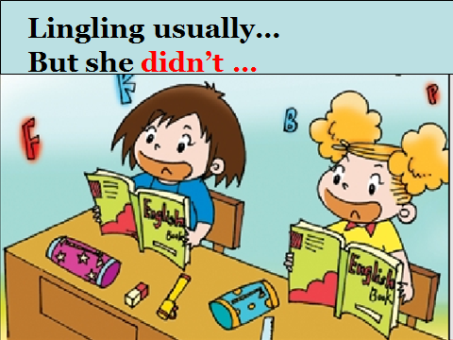 Lingling usually...
But she didn't ...
F
K
B
P
English
Book
English
Book